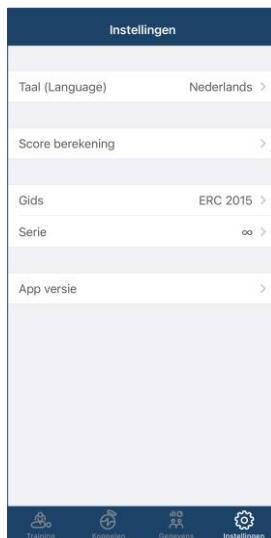 Instellingen
Taal (Language) Nederlands >
Score berekening >
Gids ERC 2015 >
Serie ∞ >
App versie >
Training Koppelen Gegevens Instellingen